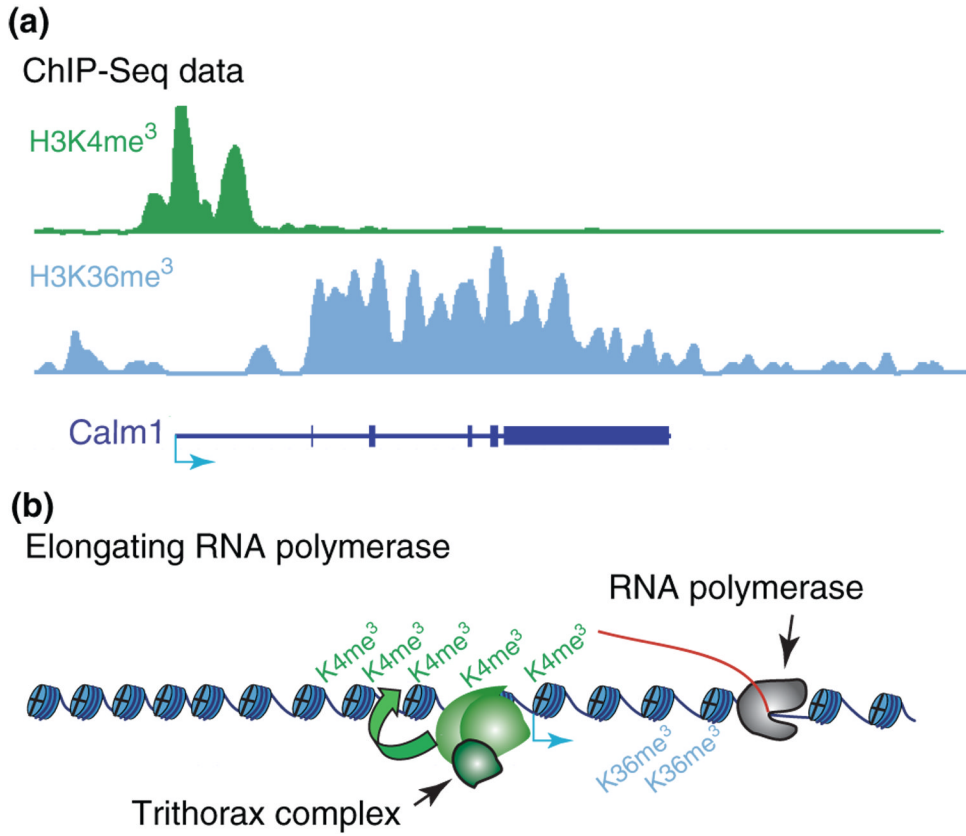 (a)
ChIP-Seq data
H3K4me³
H3K36me³
Calm1
(b)
Elongating RNA polymerase
RNA polymerase
K4me³ K4me³ K4me³ K4me³ K4me³
K36me³ K36me³
Trithorax complex